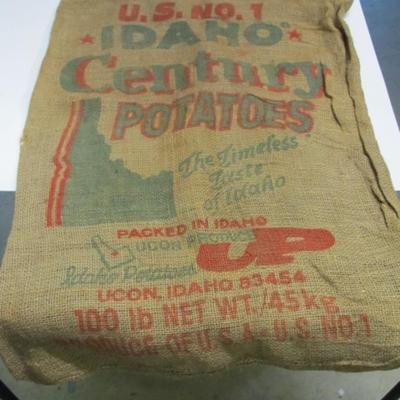 U.S. NO. 1
IDAHO®
Century
POTATOES
The Timeless
Taste
of Idaho
PACKED IN IDAHO
UCON PRODUCE
UP
Idaho Potatoes
UCON, IDAHO 83454
100 lb NET WT./45kg
PRODUCE OF U.S.A - U.S. NO. 1